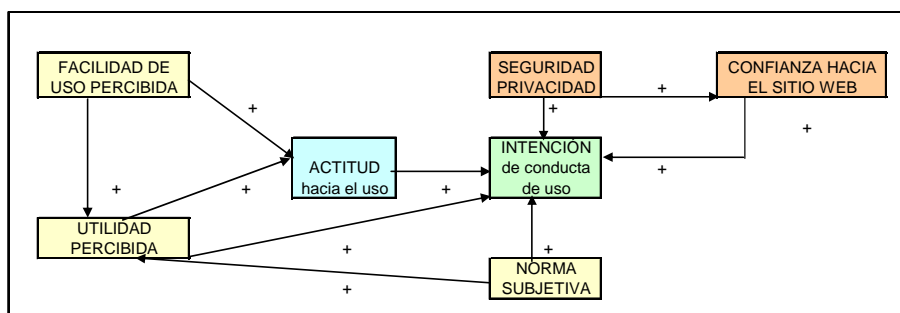 FACILIDAD DE
USO PERCIBIDA
SEGURIDAD
PRIVACIDAD
CONFIANZA HACIA
EL SITIO WEB
+
+
+
+
ACTITUD
hacia el uso
INTENCIÓN
de conducta
de uso
+
+
+
+
+
UTILIDAD
PERCIBIDA
+
+
NORMA
SUBJETIVA
+